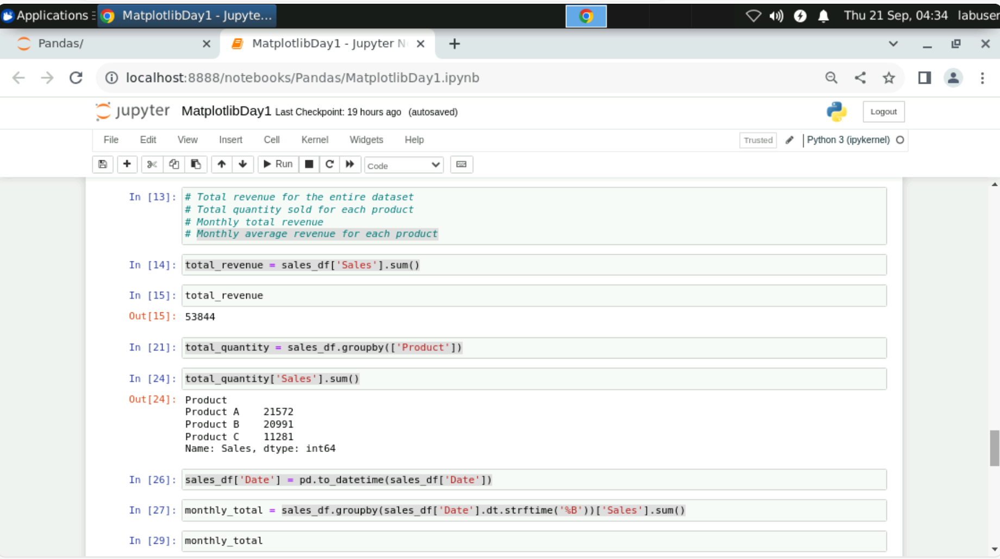 Applications MatplotlibDay1 - Jupyte... Thu 21 Sep, 04:34 labuser
Pandas/ MatplotlibDay1 - Jupyter N
localhost:8888/notebooks/Pandas/MatplotlibDay1.ipynb
jupyter MatplotlibDay1 Last Checkpoint: 19 hours ago (autosaved) Logout
File Edit View Insert Cell Kernel Widgets Help Trusted Python 3 (ipykernel)
Run Code
In [13]: # Total revenue for the entire dataset
# Total quantity sold for each product
# Monthly total revenue
# Monthly average revenue for each product
In [14]: total_revenue = sales_df['Sales'].sum()
In [15]: total_revenue
Out[15]: 53844
In [21]: total_quantity = sales_df.groupby(['Product'])
In [24]: total_quantity['Sales'].sum()
Out[24]: Product
Product A 21572
Product B 20991
Product C 11281
Name: Sales, dtype: int64
In [26]: sales_df['Date'] = pd.to_datetime(sales_df['Date'])
In [27]: monthly_total = sales_df.groupby(sales_df['Date'].dt.strftime('%B'))['Sales'].sum()
In [29]: monthly_total